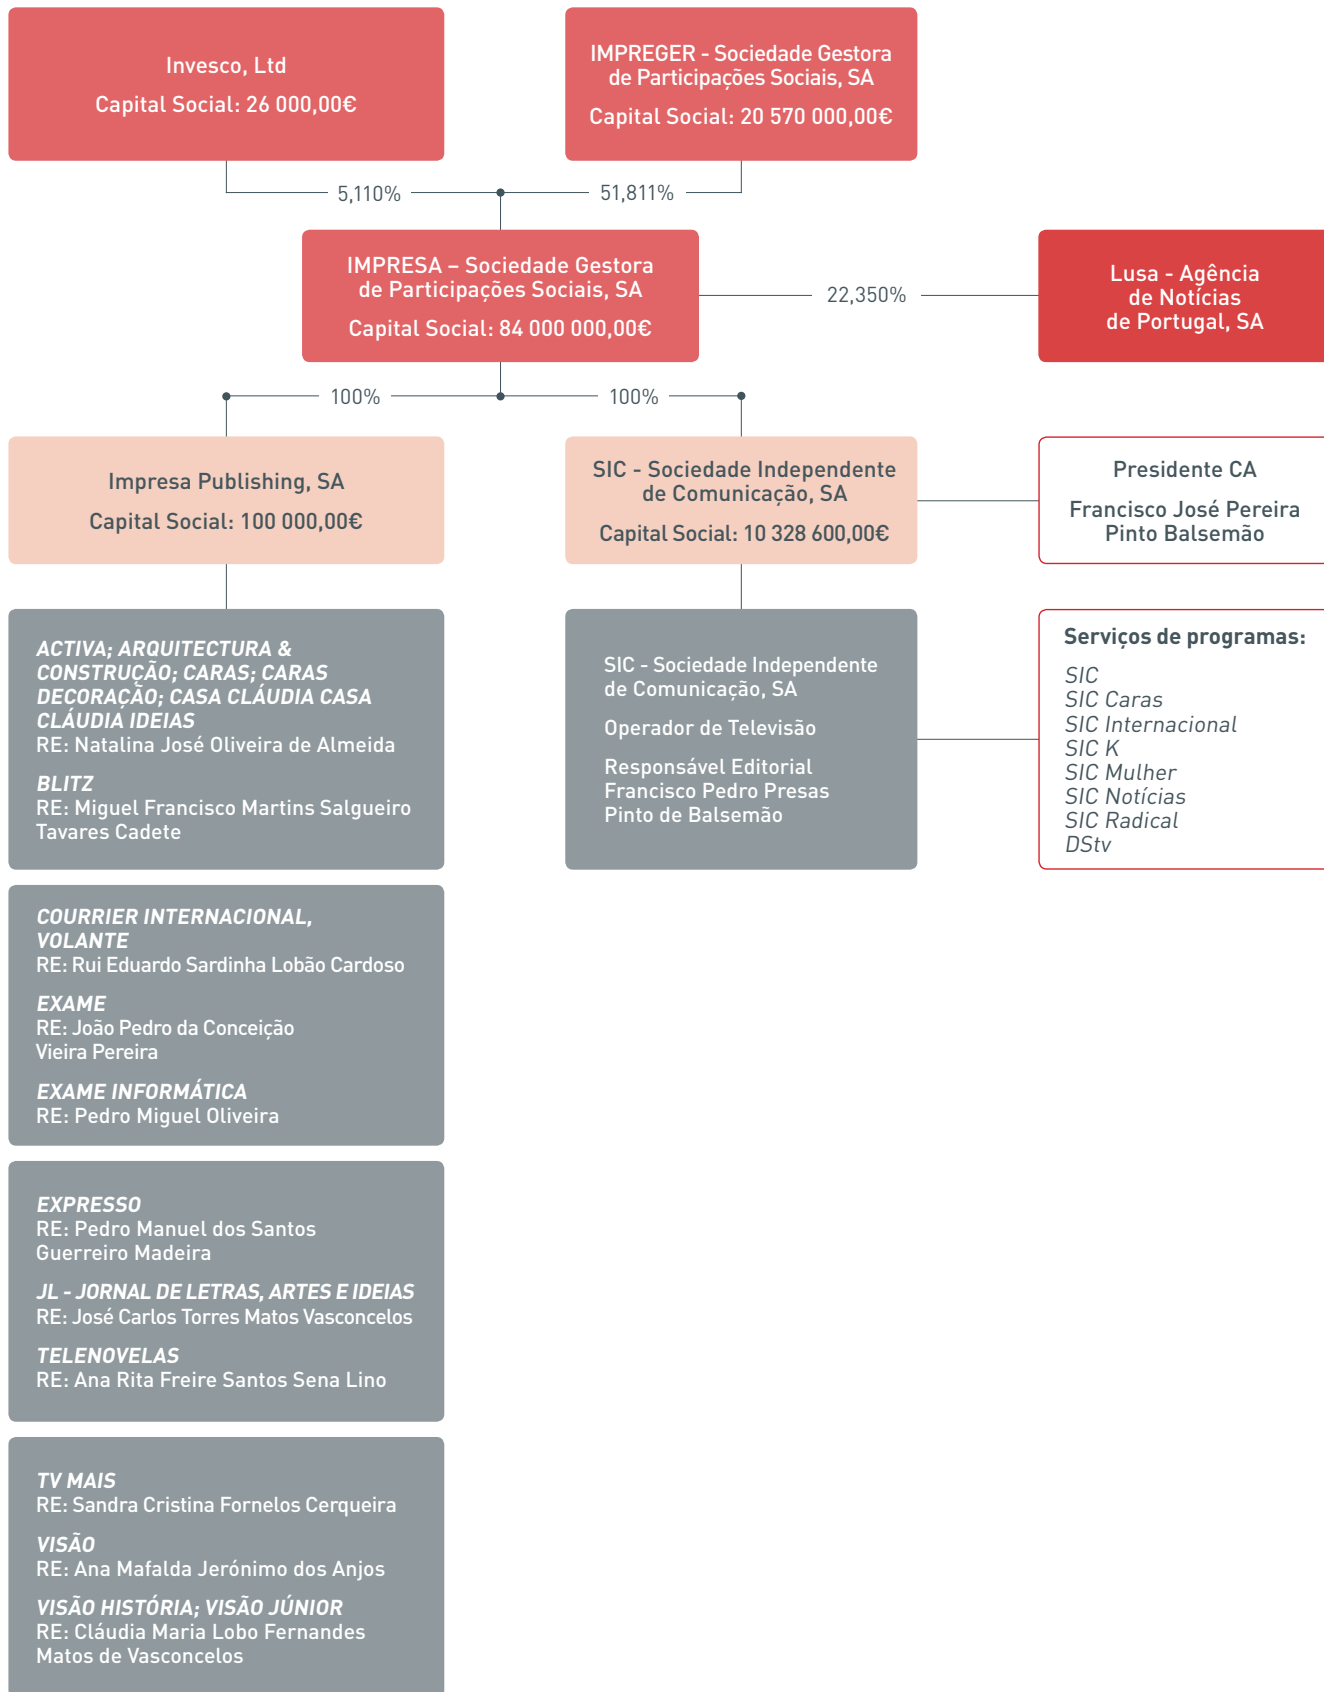 Invesco, Ltd
Capital Social: 26 000,00€
IMPREGER - Sociedade Gestora
de Participações Sociais, SA
Capital Social: 20 570 000,00€
5,110%
51,811%
IMPRESA – Sociedade Gestora
de Participações Sociais, SA
Capital Social: 84 000 000,00€
22,350%
Lusa - Agência
de Notícias
de Portugal, SA
100%
100%
Impresa Publishing, SA
Capital Social: 100 000,00€
SIC - Sociedade Independente
de Comunicação, SA
Capital Social: 10 328 600,00€
Presidente CA
Francisco José Pereira
Pinto Balsemão
ACTIVA; ARQUITECTURA &
CONSTRUÇÃO; CARAS; CARAS
DECORAÇÃO; CASA CLÁUDIA CASA
CLÁUDIA IDEIAS
RE: Natalina José Oliveira de Almeida
BLITZ
RE: Miguel Francisco Martins Salgueiro
Tavares Cadete
SIC - Sociedade Independente
de Comunicação, SA
Operador de Televisão
Responsável Editorial
Francisco Pedro Presas
Pinto de Balsemão
Serviços de programas:
SIC
SIC Caras
SIC Internacional
SIC K
SIC Mulher
SIC Notícias
SIC Radical
DStv
COURRIER INTERNACIONAL,
VOLANTE
RE: Rui Eduardo Sardinha Lobão Cardoso
EXAME
RE: João Pedro da Conceição
Vieira Pereira
EXAME INFORMÁTICA
RE: Pedro Miguel Oliveira
EXPRESSO
RE: Pedro Manuel dos Santos
Guerreiro Madeira
JL - JORNAL DE LETRAS, ARTES E IDEIAS
RE: José Carlos Torres Matos Vasconcelos
TELENOVELAS
RE: Ana Rita Freire Santos Sena Lino
TV MAIS
RE: Sandra Cristina Fornelos Cerqueira
VISÃO
RE: Ana Mafalda Jerónimo dos Anjos
VISÃO HISTÓRIA; VISÃO JÚNIOR
RE: Cláudia Maria Lobo Fernandes
Matos de Vasconcelos